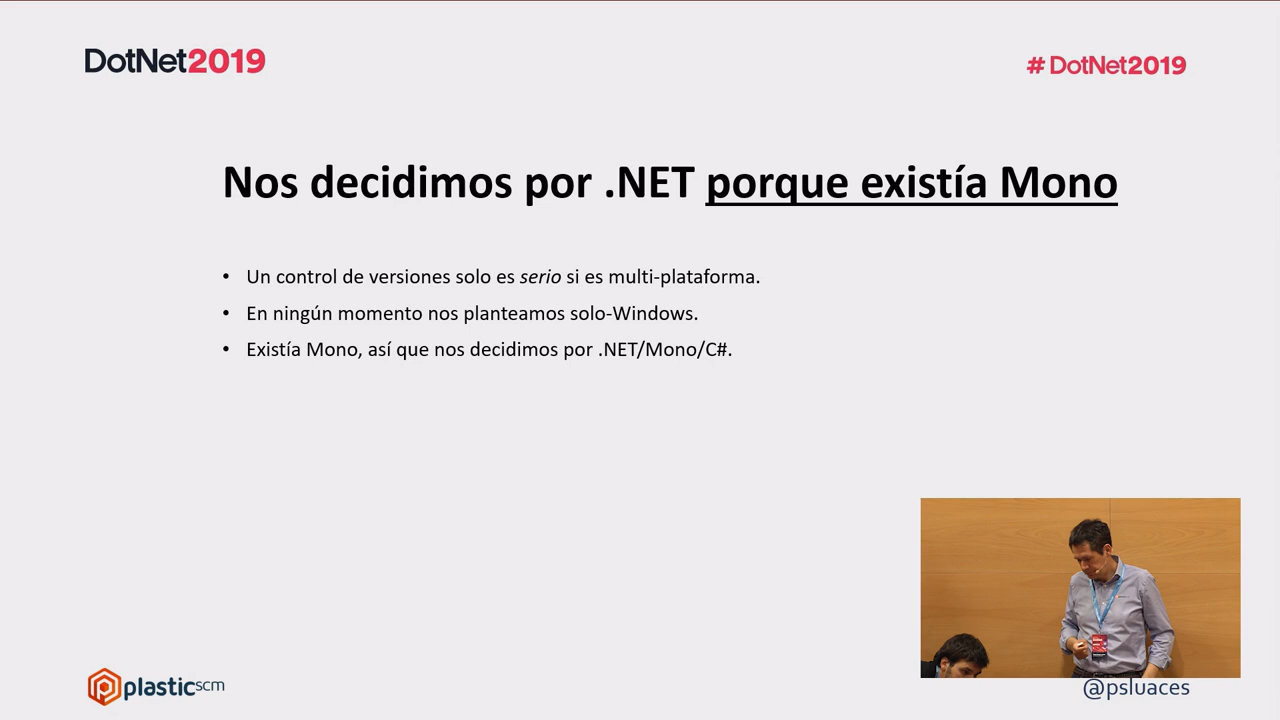 DotNet2019
# DotNet2019
Nos decidimos por .NET porque existía Mono
• Un control de versiones solo es serio si es multi-plataforma.
• En ningún momento nos planteamos solo-Windows.
• Existía Mono, así que nos decidimos por .NET/Mono/C#.
plasticscm
@psluaces